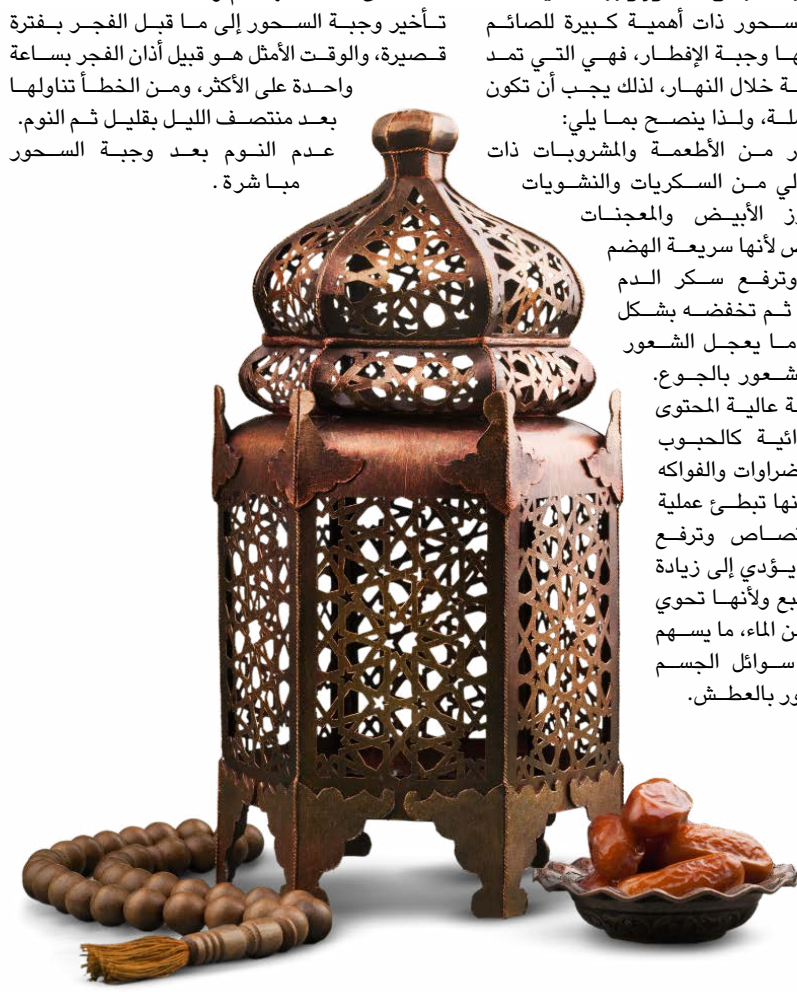 سحور ذات أهمية كبيرة للصائم
ها وجبة الإفطار، فهي التي تمد
ة خلال النهار، لذلك يجب أن تكون
ملة، ولذا ينصح بما يلي:
ر من الأطعمة والمشروبات ذات
لي من السكريات والنشويات
وز الأبيض والمعجنات
ص لأنها سريعة الهضم
وترفع سكر الدم
ثم تخفضه بشكل
ما يعجل الشعور
شعور بالجوع.
ة عالية المحتوى
ائية كالحبوب
ضراوات والفواكه
نها تبطئ عملية
تصاص وترفع
يؤدي إلى زيادة
بع ولأنها تحوي
ن الماء، ما يسهم
سوائل الجسم
ور بالعطش.
تأخير وجبة السحور إلى ما قبل الفجر بفترة
قصيرة، والوقت الأمثل هو قبيل أذان الفجر بساعة
واحدة على الأكثر، ومن الخطأ تناولها
بعد منتصف الليل بقليل ثم النوم.
عدم النوم بعد وجبة السحور
مباشرة.